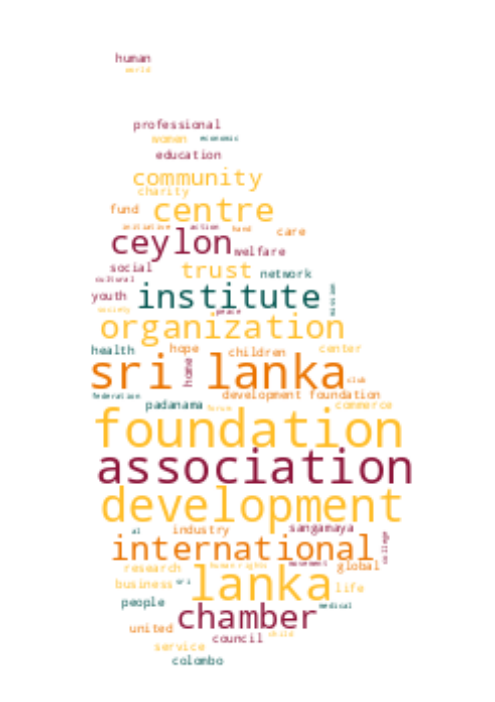 human
world
professional
women economic
education
community
charity
fund centre
initiative action hand care
ceylon welfare
social trust network
cultural
youth institute mission
society peace
organization
health hope children center
sri home lanka club
federation development foundation
padanama forum commerce
foundation
association
development
al industry sangamaya
international college
research human rights movement global
business sri lanka life
people medical
chamber
united council child
service
colombo